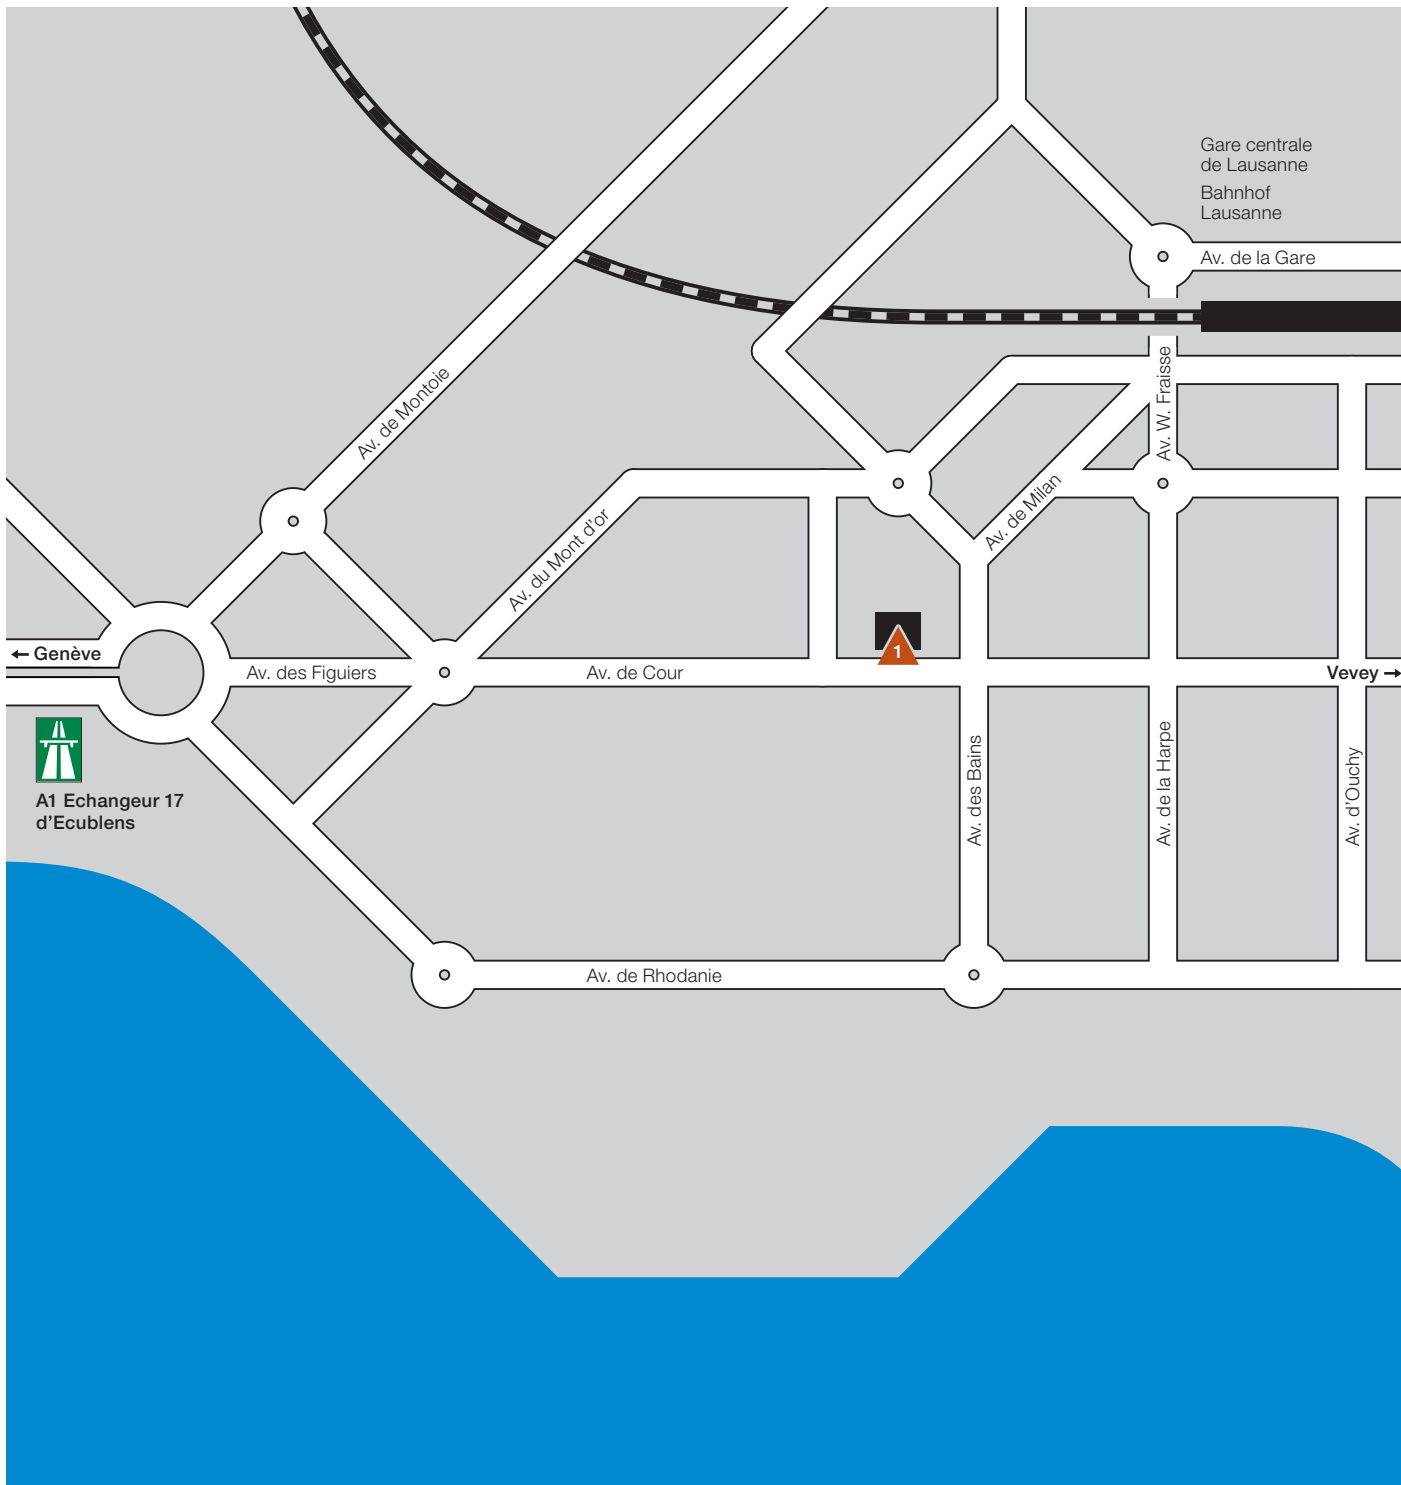 Gare centrale
de Lausanne
Bahnhof
Lausanne
Av. de la Gare
Av. W. Fraisse
Av. de Montoie
Av. de Milan
Av. du Mont d'or
← Genève
1
Av. des Figuiers
Av. de Cour
Vevey →
A1 Echangeur 17
d'Ecublens
Av. des Bains
Av. de la Harpe
Av. d'Ouchy
Av. de Rhodanie